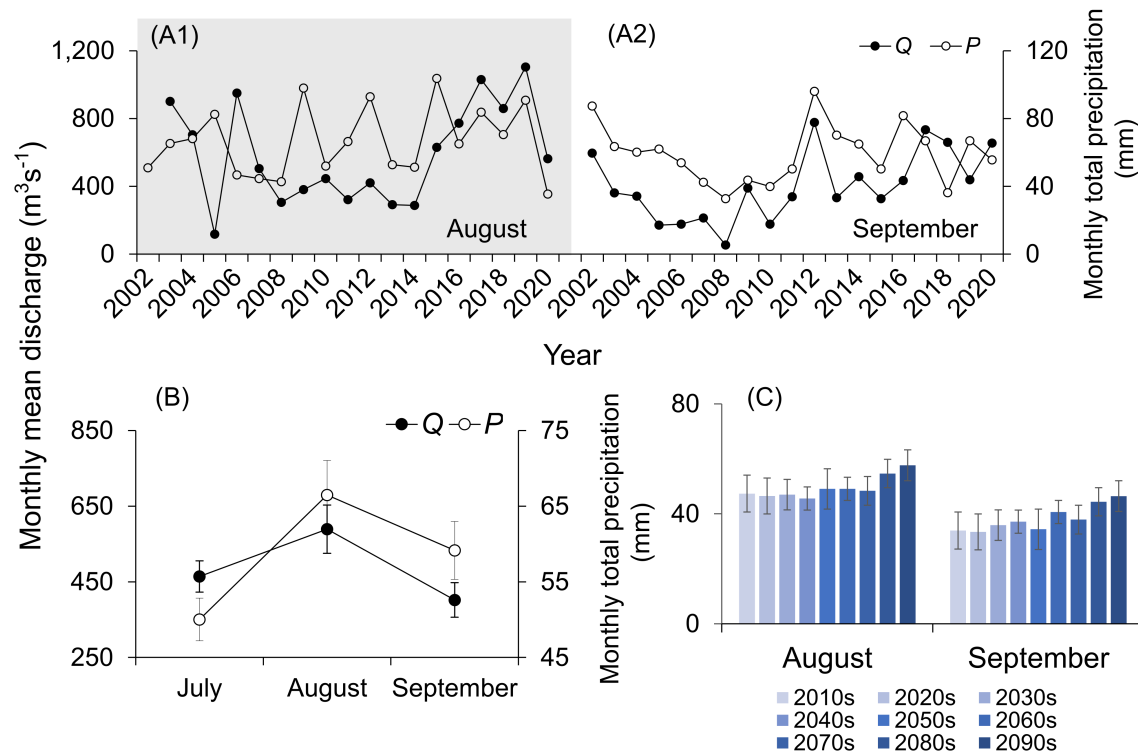 (A1)
(A2)
Q
P
1,200
800
400
0
120
80
40
0
August
September
2002
2004
2006
2008
2010
2012
2014
2016
2018
2020
2002
2004
2006
2008
2010
2012
2014
2016
2018
2020
Year
Monthly mean discharge (m³s⁻¹)
Monthly total precipitation
(mm)
(B)
Q
P
850
650
450
250
75
65
55
45
July
August
September
Monthly total precipitation
(mm)
(C)
80
40
0
August
September
2010s
2020s
2030s
2040s
2050s
2060s
2070s
2080s
2090s